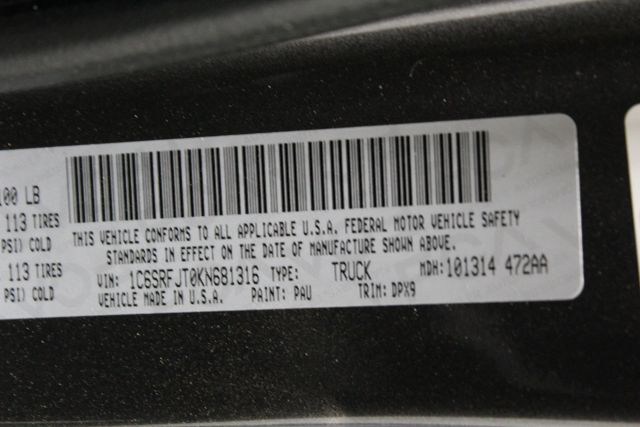 100 LB
113 TIRES
PSI) COLD
113 TIRES
PSI) COLD
THIS VEHICLE CONFORMS TO ALL APPLICABLE U.S.A. FEDERAL MOTOR VEHICLE SAFETY
STANDARDS IN EFFECT ON THE DATE OF MANUFACTURE SHOWN ABOVE.
VIN: 1C6SRFJT0KN681316 TYPE: TRUCK MDH:101314 472AA
VEHICLE MADE IN U.S.A. PAINT: PAU TRIM: DPX9